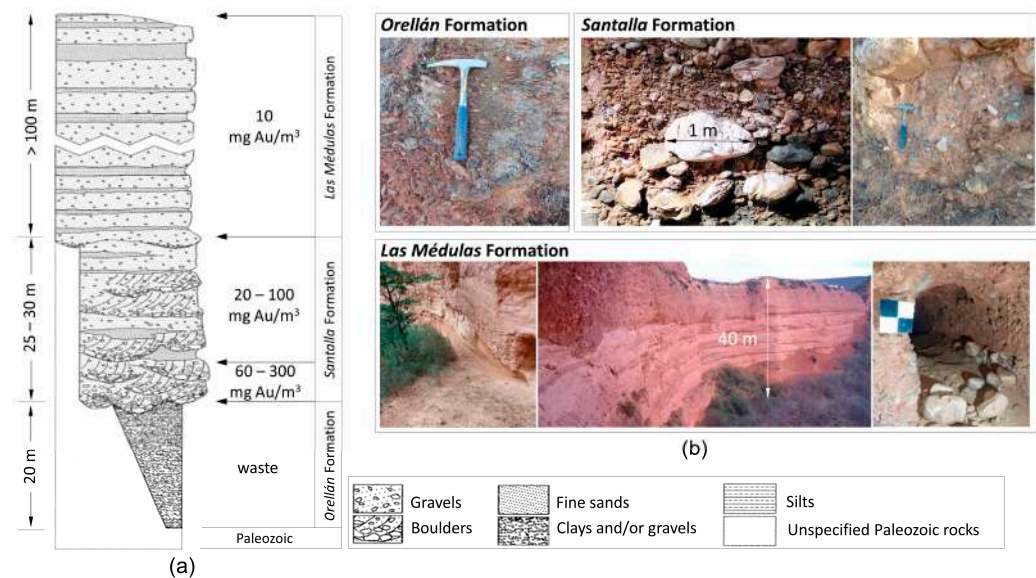 > 100 m
25 – 30 m
20 m
10
mg Au/m³
20 – 100
mg Au/m³
60 – 300
mg Au/m³
waste
Paleozoic
Las Médulas Formation
Santalla Formation
Orellán Formation
(a)
Orellán Formation
Santalla Formation
1 m
Las Médulas Formation
40 m
(b)
Gravels
Fine sands
Silts
Boulders
Clays and/or gravels
Unspecified Paleozoic rocks